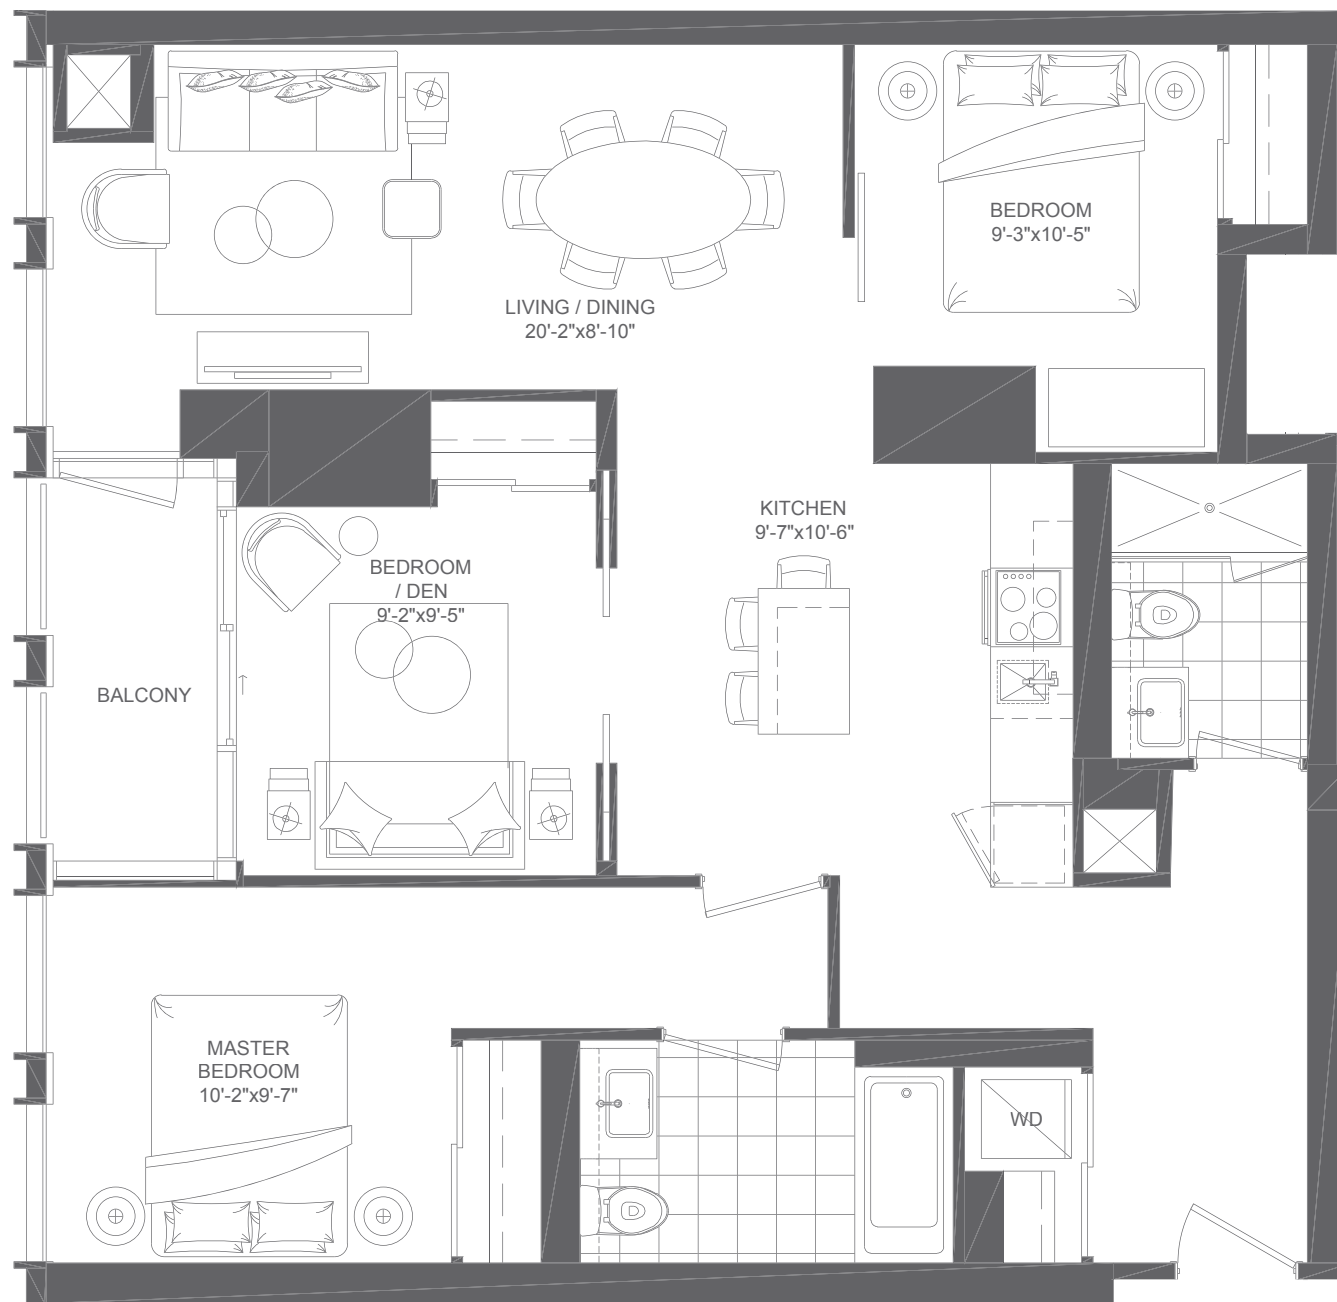 BEDROOM
9'-3"x10'-5"
LIVING / DINING
20'-2"x8'-10"
KITCHEN
9'-7"x10'-6"
BEDROOM
/ DEN
9'-2"x9'-5"
BALCONY
MASTER
BEDROOM
10'-2"x9'-7"
WD